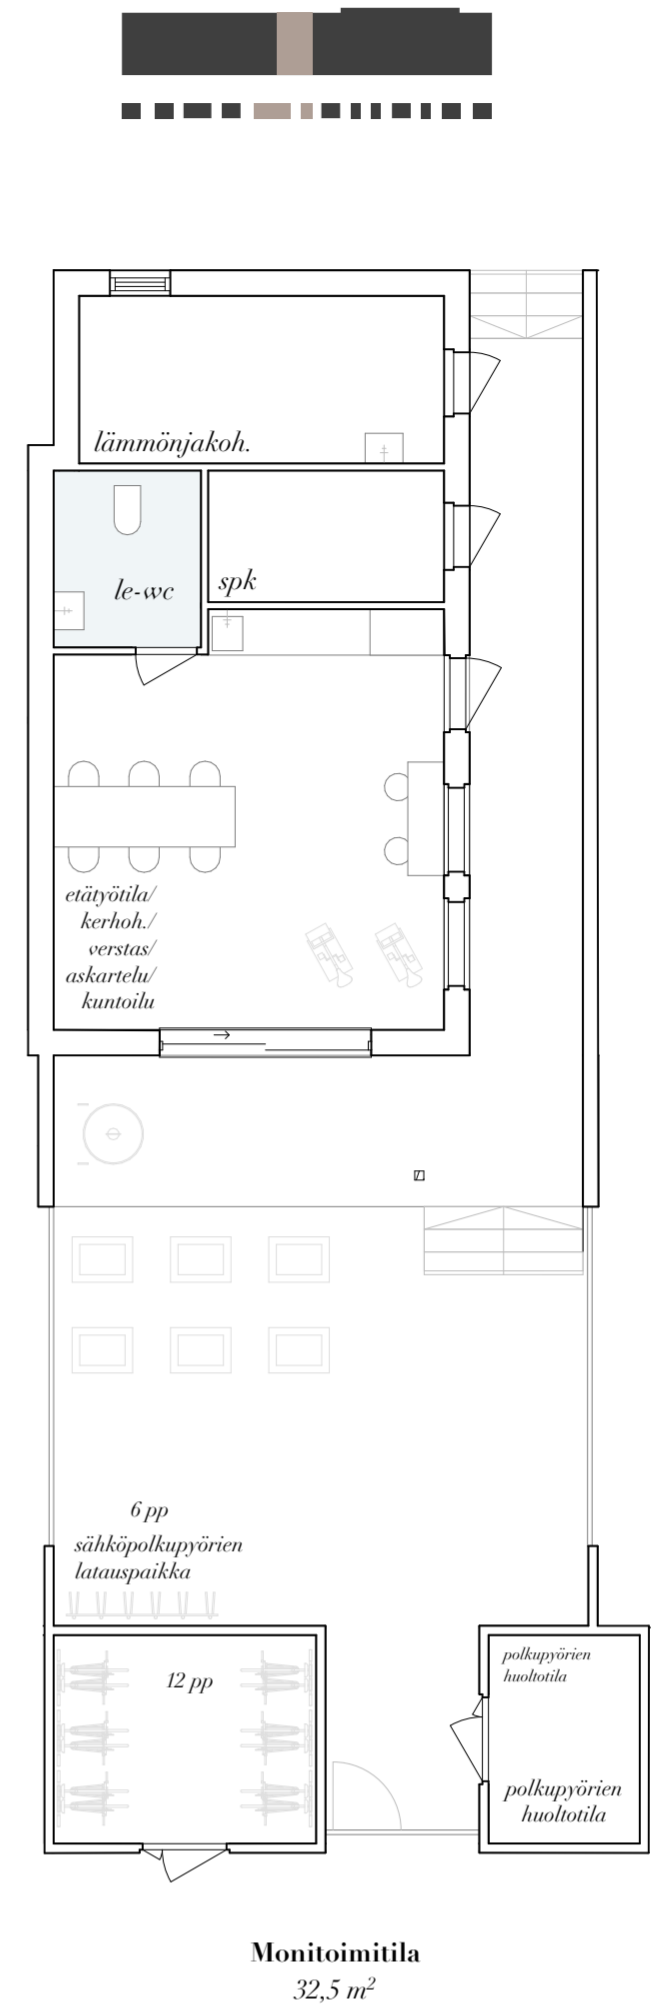 lämmönjakoh.
le-wc
spk
etätyötila/
kerhoh./
verstas/
askartelu/
kuntoilu
6 pp
sähköpolkupyörien
latauspaikka
12 pp
polkupyörien
huoltotila
polkupyörien
huoltotila
Monitoimitila
32,5 m²